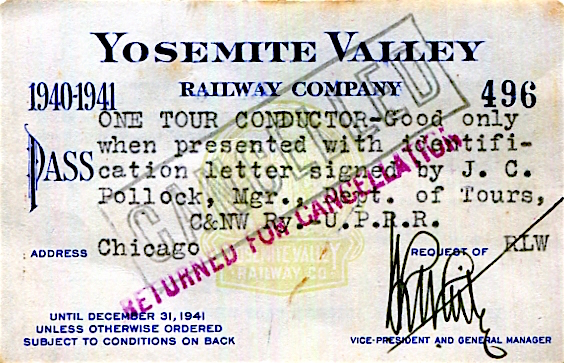 YOSEMITE VALLEY
RAILWAY COMPANY
1940-1941
496
PASS
ONE TOUR CONDUCTOR-Good only
when presented with identifi-
cation letter signed by J. C.
Pollock, Mgr., Dept. of Tours,
C&NW Ry.-U.P.R.R.
ADDRESS Chicago
REQUEST OF RLW
CANCELLED
RETURNED FOR CANCELLATION
YOSEMITE VALLEY
RAILWAY CO.
UNTIL DECEMBER 31, 1941
UNLESS OTHERWISE ORDERED
SUBJECT TO CONDITIONS ON BACK
VICE-PRESIDENT AND GENERAL MANAGER